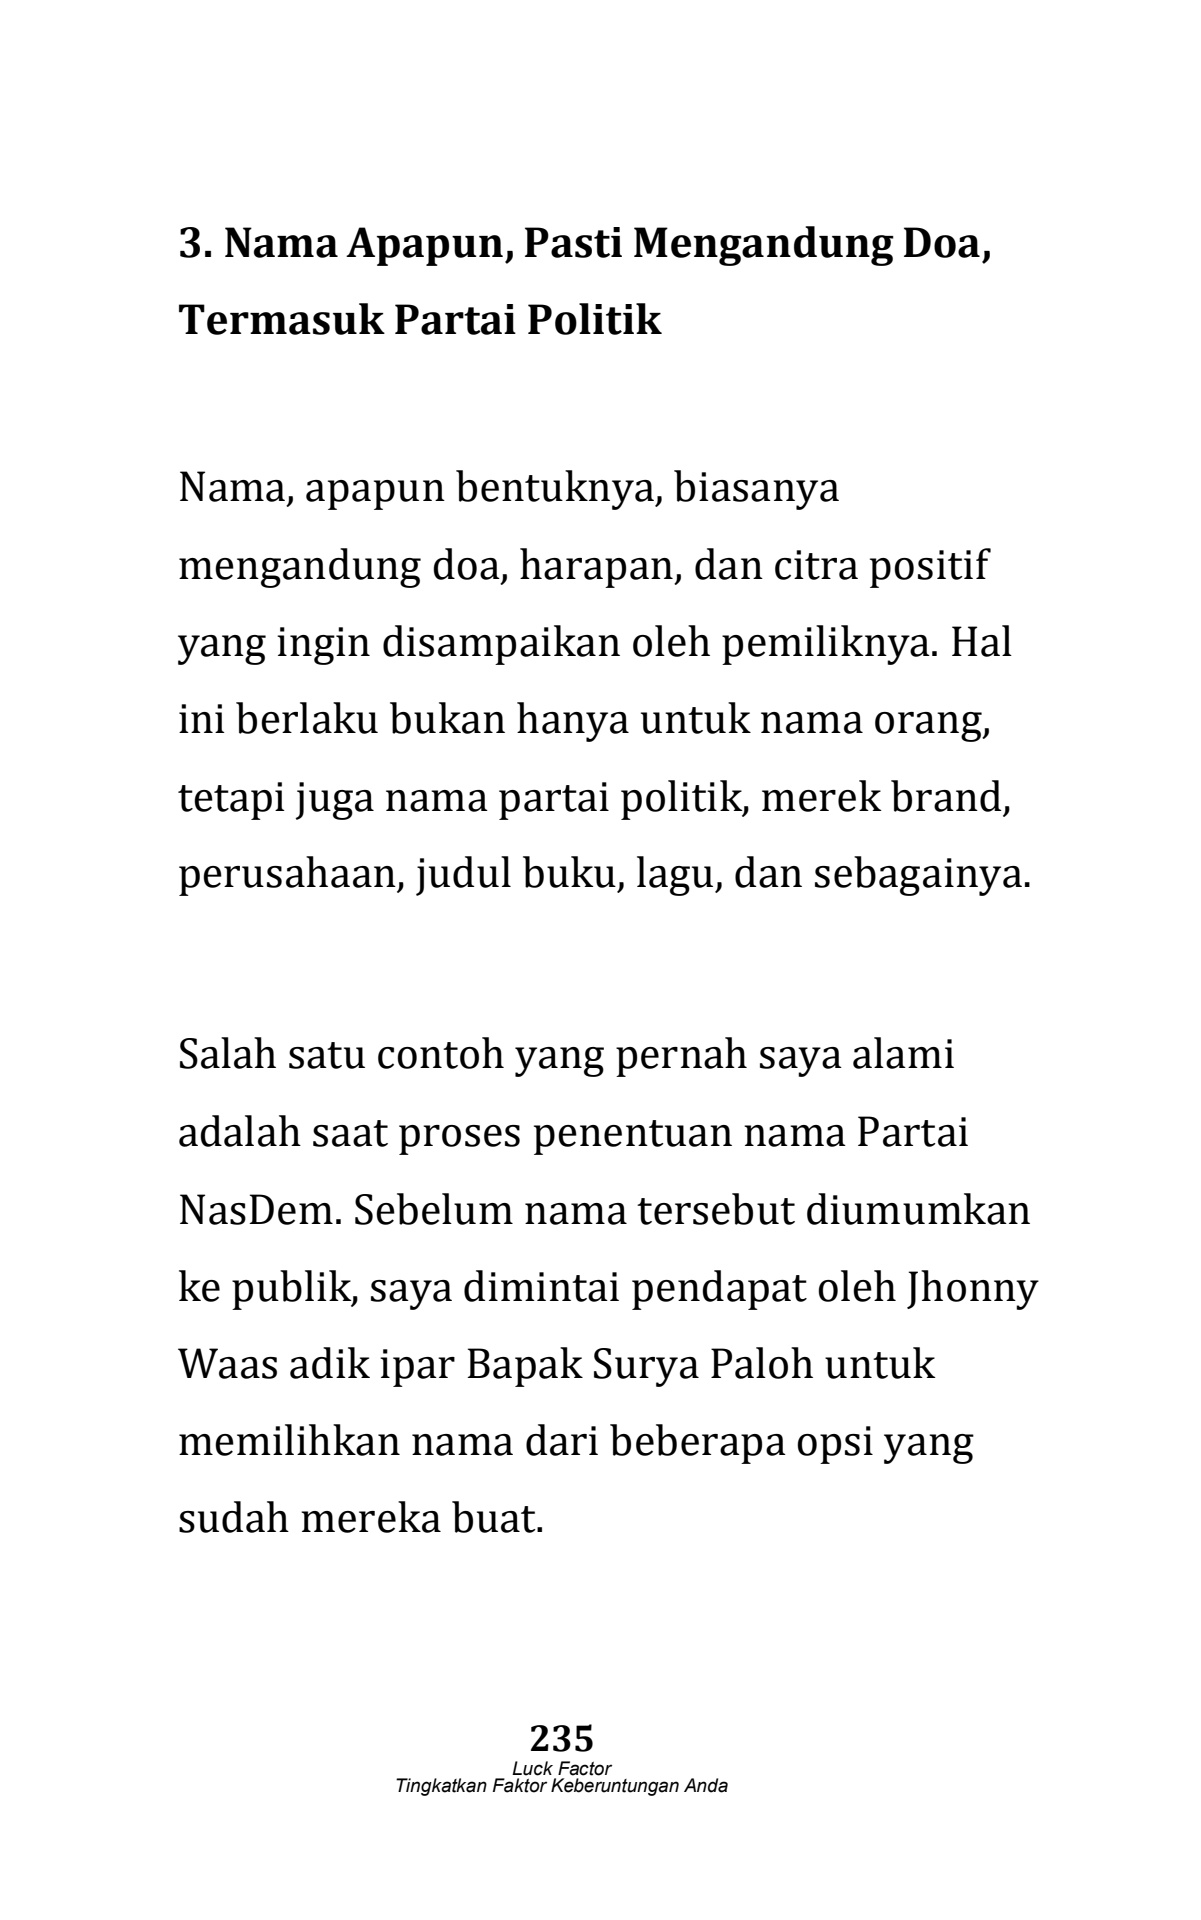 3. Nama Apapun, Pasti Mengandung Doa,
Termasuk Partai Politik
Nama, apapun bentuknya, biasanya
mengandung doa, harapan, dan citra positif
yang ingin disampaikan oleh pemiliknya. Hal
ini berlaku bukan hanya untuk nama orang,
tetapi juga nama partai politik, merek brand,
perusahaan, judul buku, lagu, dan sebagainya.
Salah satu contoh yang pernah saya alami
adalah saat proses penentuan nama Partai
NasDem. Sebelum nama tersebut diumumkan
ke publik, saya dimintai pendapat oleh Jhonny
Waas adik ipar Bapak Surya Paloh untuk
memilihkan nama dari beberapa opsi yang
sudah mereka buat.
235
Luck Factor
Tingkatkan Faktor Keberuntungan Anda